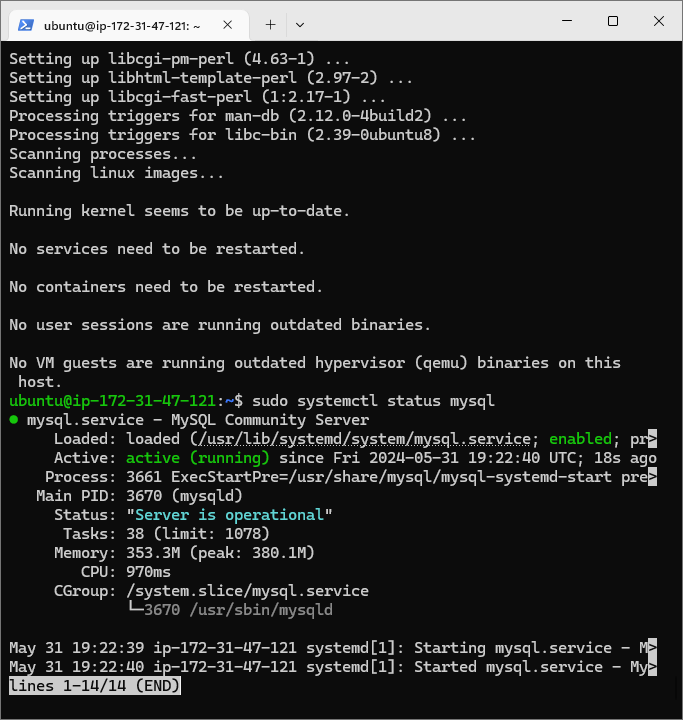 ubuntu@ip-172-31-47-121: ~
Setting up libcgi-pm-perl (4.63-1) ...
Setting up libhtml-template-perl (2.97-2) ...
Setting up libcgi-fast-perl (1:2.17-1) ...
Processing triggers for man-db (2.12.0-4build2) ...
Processing triggers for libc-bin (2.39-0ubuntu8) ...
Scanning processes...
Scanning linux images...
Running kernel seems to be up-to-date.
No services need to be restarted.
No containers need to be restarted.
No user sessions are running outdated binaries.
No VM guests are running outdated hypervisor (qemu) binaries on this
host.
ubuntu@ip-172-31-47-121:~$ sudo systemctl status mysql
● mysql.service - MySQL Community Server
Loaded: loaded (/usr/lib/systemd/system/mysql.service; enabled; pr>
Active: active (running) since Fri 2024-05-31 19:22:40 UTC; 18s ago
Process: 3661 ExecStartPre=/usr/share/mysql/mysql-systemd-start pre>
Main PID: 3670 (mysqld)
Status: "Server is operational"
Tasks: 38 (limit: 1078)
Memory: 353.3M (peak: 380.1M)
CPU: 970ms
CGroup: /system.slice/mysql.service
└─3670 /usr/sbin/mysqld
May 31 19:22:39 ip-172-31-47-121 systemd[1]: Starting mysql.service - M>
May 31 19:22:40 ip-172-31-47-121 systemd[1]: Started mysql.service - My>
lines 1-14/14 (END)